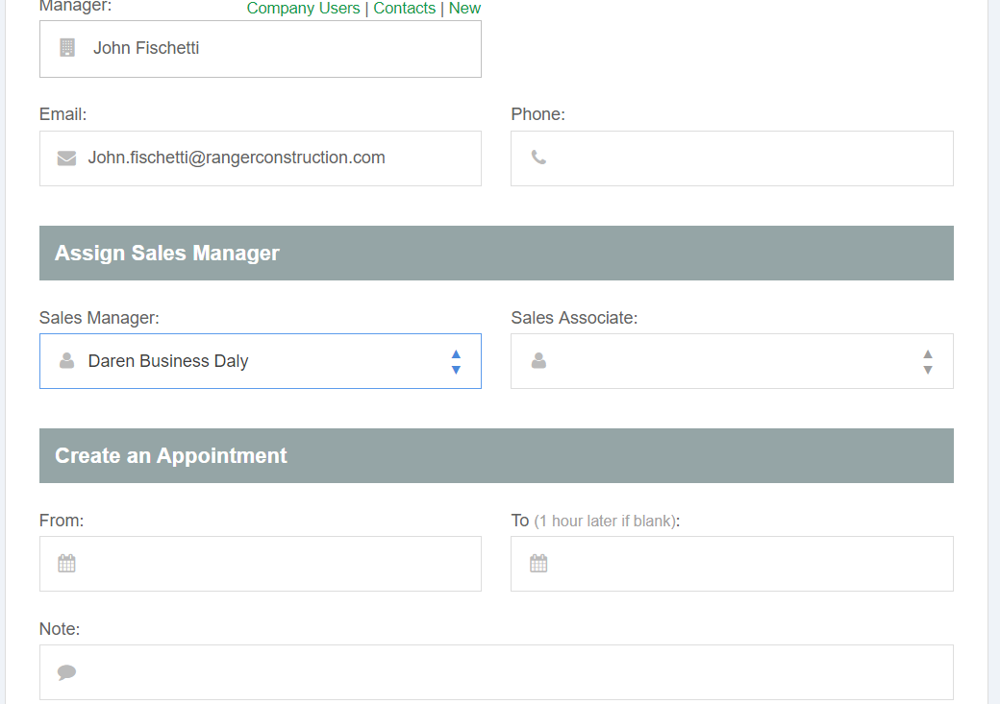 Manager:
Company Users | Contacts | New
John Fischetti
Email:
Phone:
John.fischetti@rangerconstruction.com
Assign Sales Manager
Sales Manager:
Sales Associate:
Daren Business Daly
Create an Appointment
From:
To (1 hour later if blank):
Note: